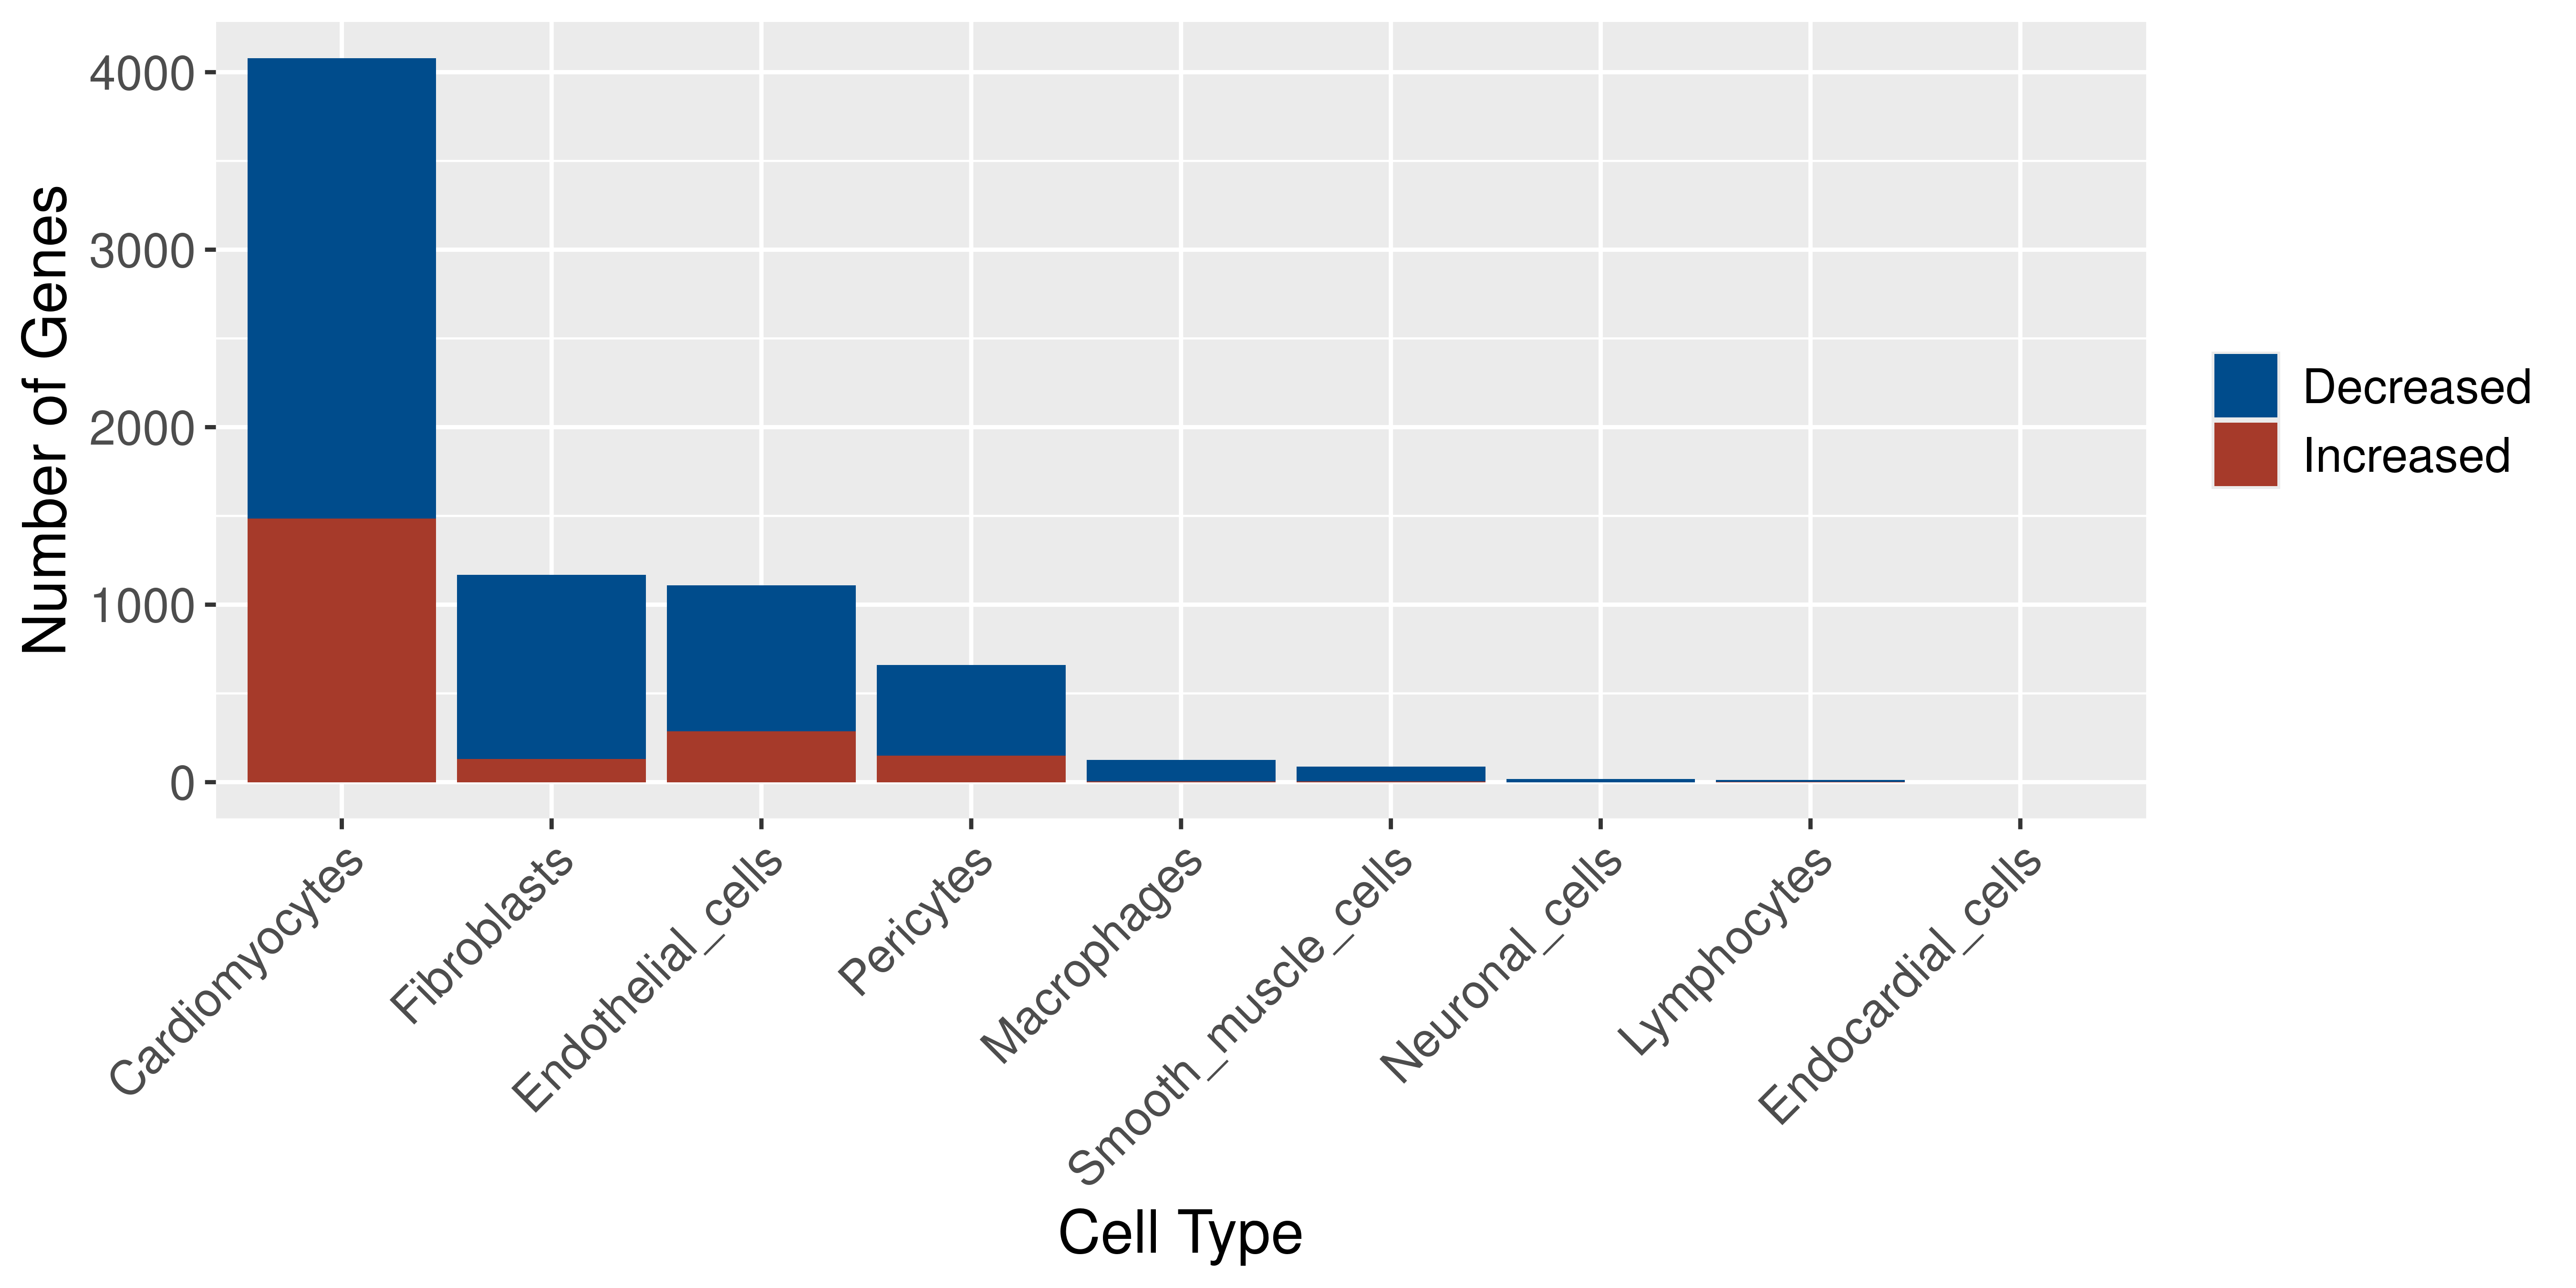 Number of Genes
4000
3000
2000
1000
0
Cardiomyocytes
Fibroblasts
Endothelial_cells
Pericytes
Macrophages
Smooth_muscle_cells
Neuronal_cells
Lymphocytes
Endocardial_cells
Cell Type
Decreased
Increased